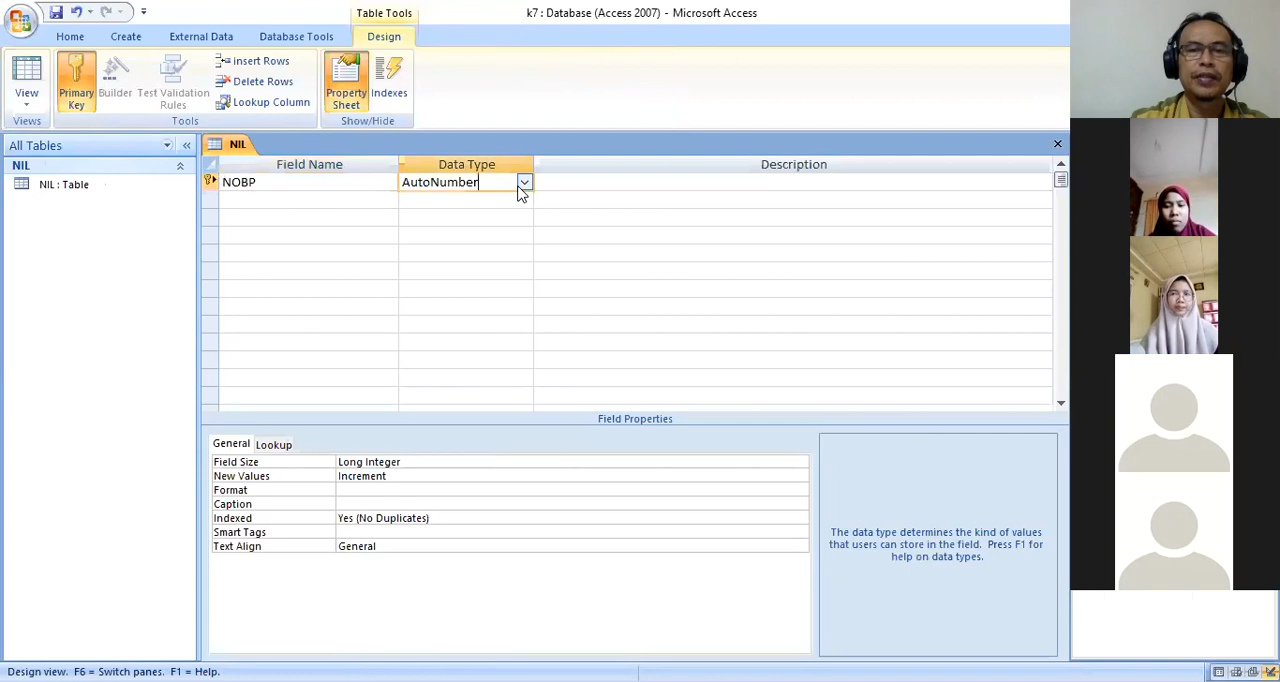 Table Tools
k7 : Database (Access 2007) - Microsoft Access
Home Create External Data Database Tools Design
View
Views
Primary Key
Builder
Test Validation Rules
Insert Rows
Delete Rows
Lookup Column
Tools
Property Sheet
Indexes
Show/Hide
All Tables
NIL
NIL : Table
NIL
Field Name Data Type Description
NOBP AutoNumber
Field Properties
General Lookup
Field Size Long Integer
New Values Increment
Format
Caption
Indexed Yes (No Duplicates)
Smart Tags
Text Align General
The data type determines the kind of values
that users can store in the field. Press F1 for
help on data types.
Design view. F6 = Switch panes. F1 = Help.